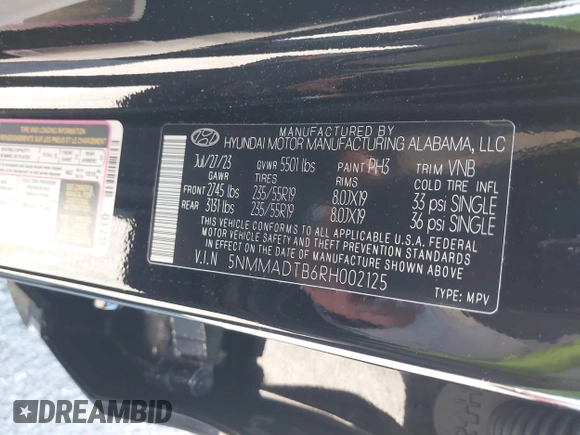 TIRE AND LOADING INFORMATION
G210
MANUFACTURED BY
HYUNDAI MOTOR MANUFACTURING ALABAMA, LLC
Jul/27/23 GVWR 5501 lbs PAINT PH3 TRIM VNB
GAWR TIRES RIMS COLD TIRE INFL
FRONT 2745 lbs 235/55R19 8.0JX19 33 psi SINGLE
REAR 3131 lbs 235/55R19 8.0JX19 36 psi SINGLE
THIS VEHICLE CONFORMS TO ALL APPLICABLE U.S.A. FEDERAL
MOTOR VEHICLE SAFETY, BUMPER, AND THEFT PREVENTION STANDARDS
IN EFFECT ON THE DATE OF MANUFACTURE SHOWN ABOVE
V.I.N 5NMMADTB6RH002125
TYPE: MPV
DREAMBID